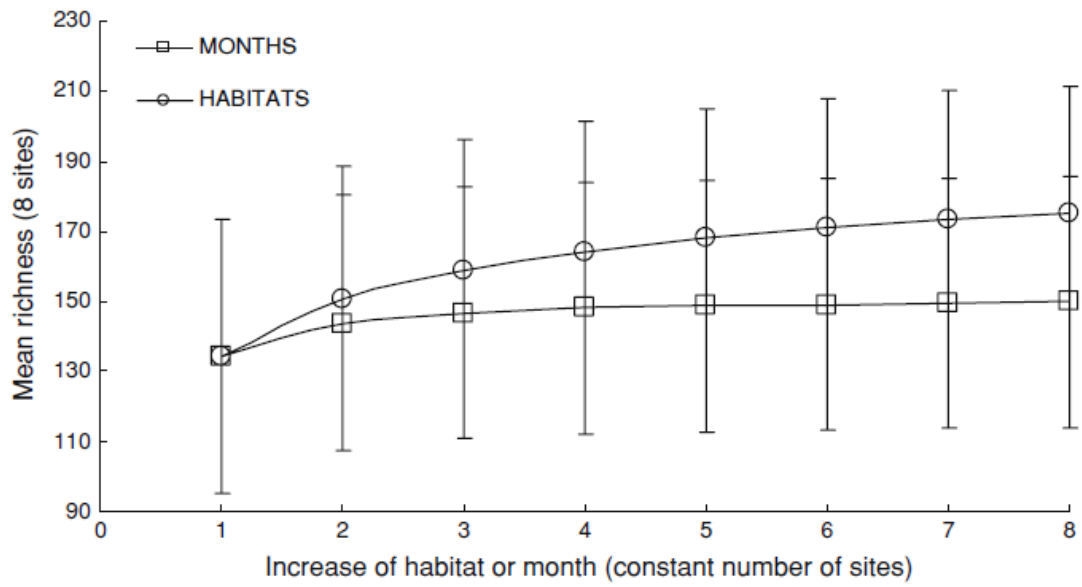 230
210
190
170
150
130
110
90
MONTHS
HABITATS
Mean richness (8 sites)
0 1 2 3 4 5 6 7 8
Increase of habitat or month (constant number of sites)